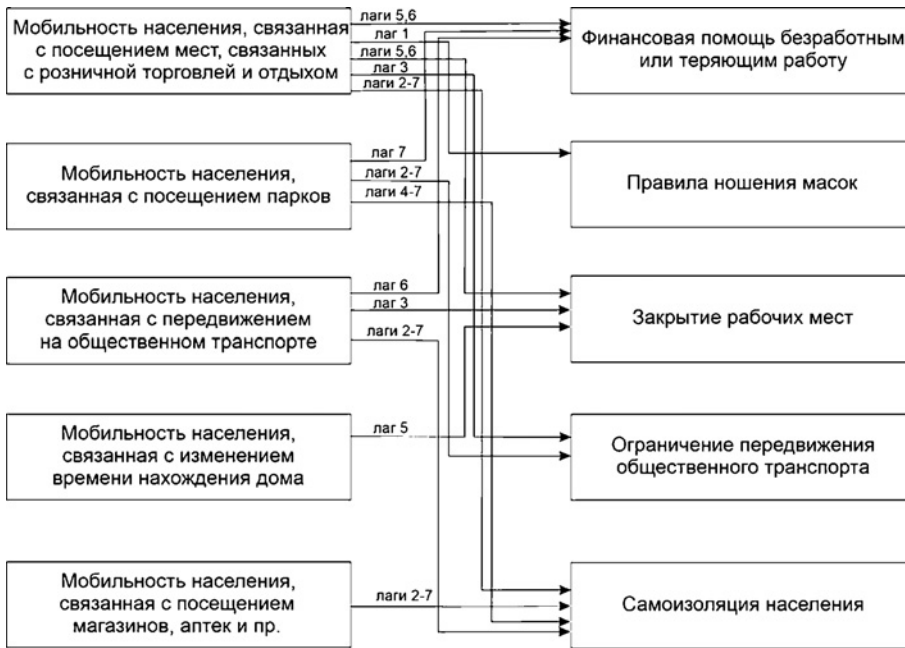 Мобильность населения, связанная
с посещением мест, связанных
с розничной торговлей и отдыхом
лаги 5,6
лаг 1
лаги 5,6
лаг 3
лаги 2-7
Финансовая помощь безработным
или теряющим работу
Мобильность населения,
связанная с посещением парков
лаг 7
лаги 2-7
лаги 4-7
Правила ношения масок
Мобильность населения,
связанная с передвижением
на общественном транспорте
лаг 6
лаг 3
лаги 2-7
Закрытие рабочих мест
Мобильность населения,
связанная с изменением
времени нахождения дома
лаг 5
Ограничение передвижения
общественного транспорта
Мобильность населения,
связанная с посещением
магазинов, аптек и пр.
лаги 2-7
Самоизоляция населения